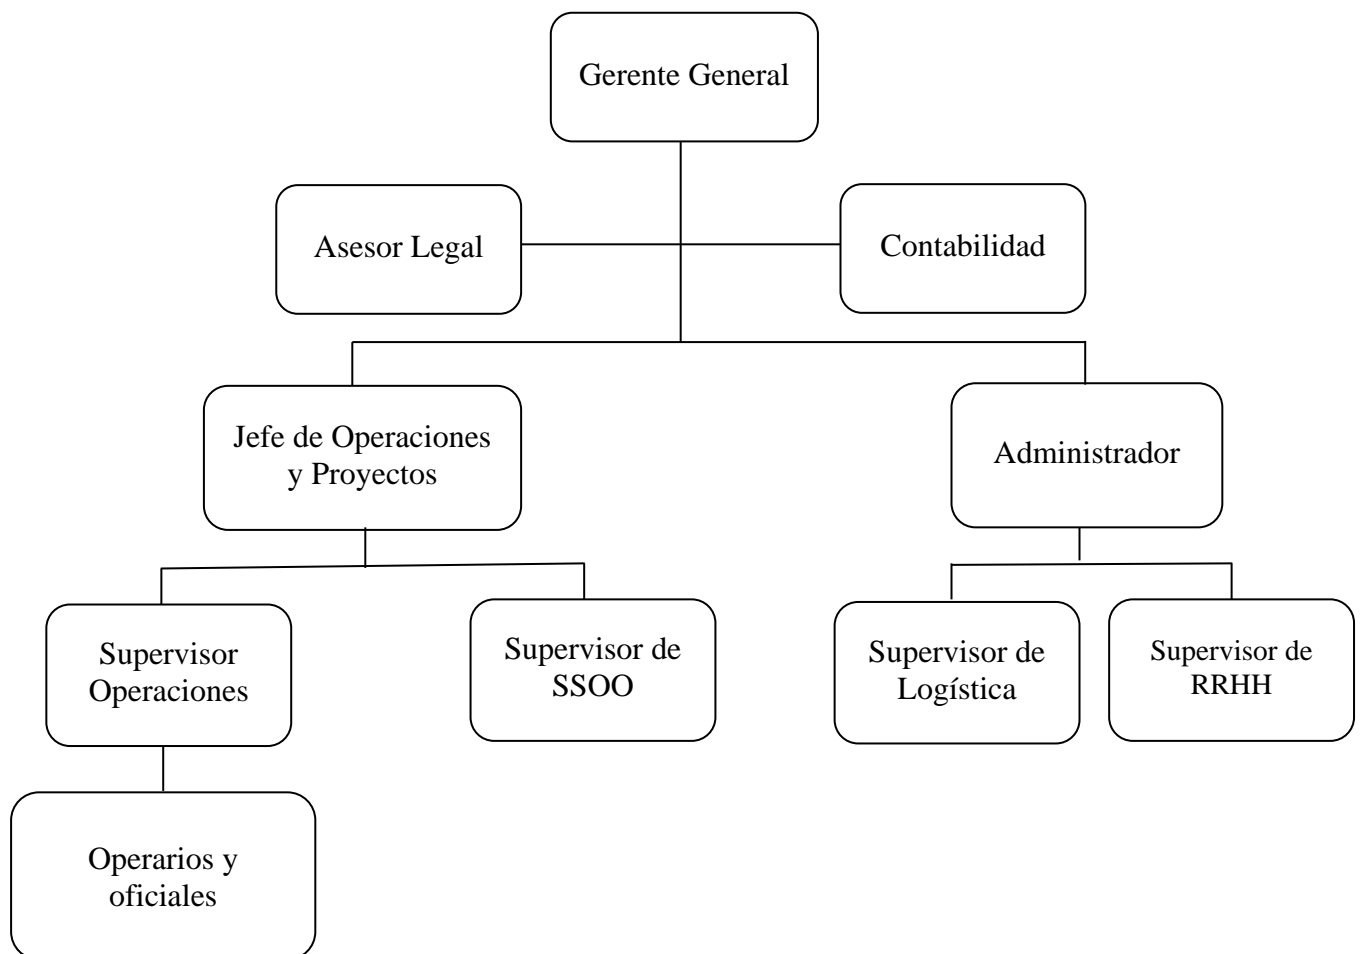 Gerente General
Asesor Legal
Contabilidad
Jefe de Operaciones
y Proyectos
Administrador
Supervisor
Operaciones
Supervisor de
SSOO
Supervisor de
Logística
Supervisor de
RRHH
Operarios y
oficiales